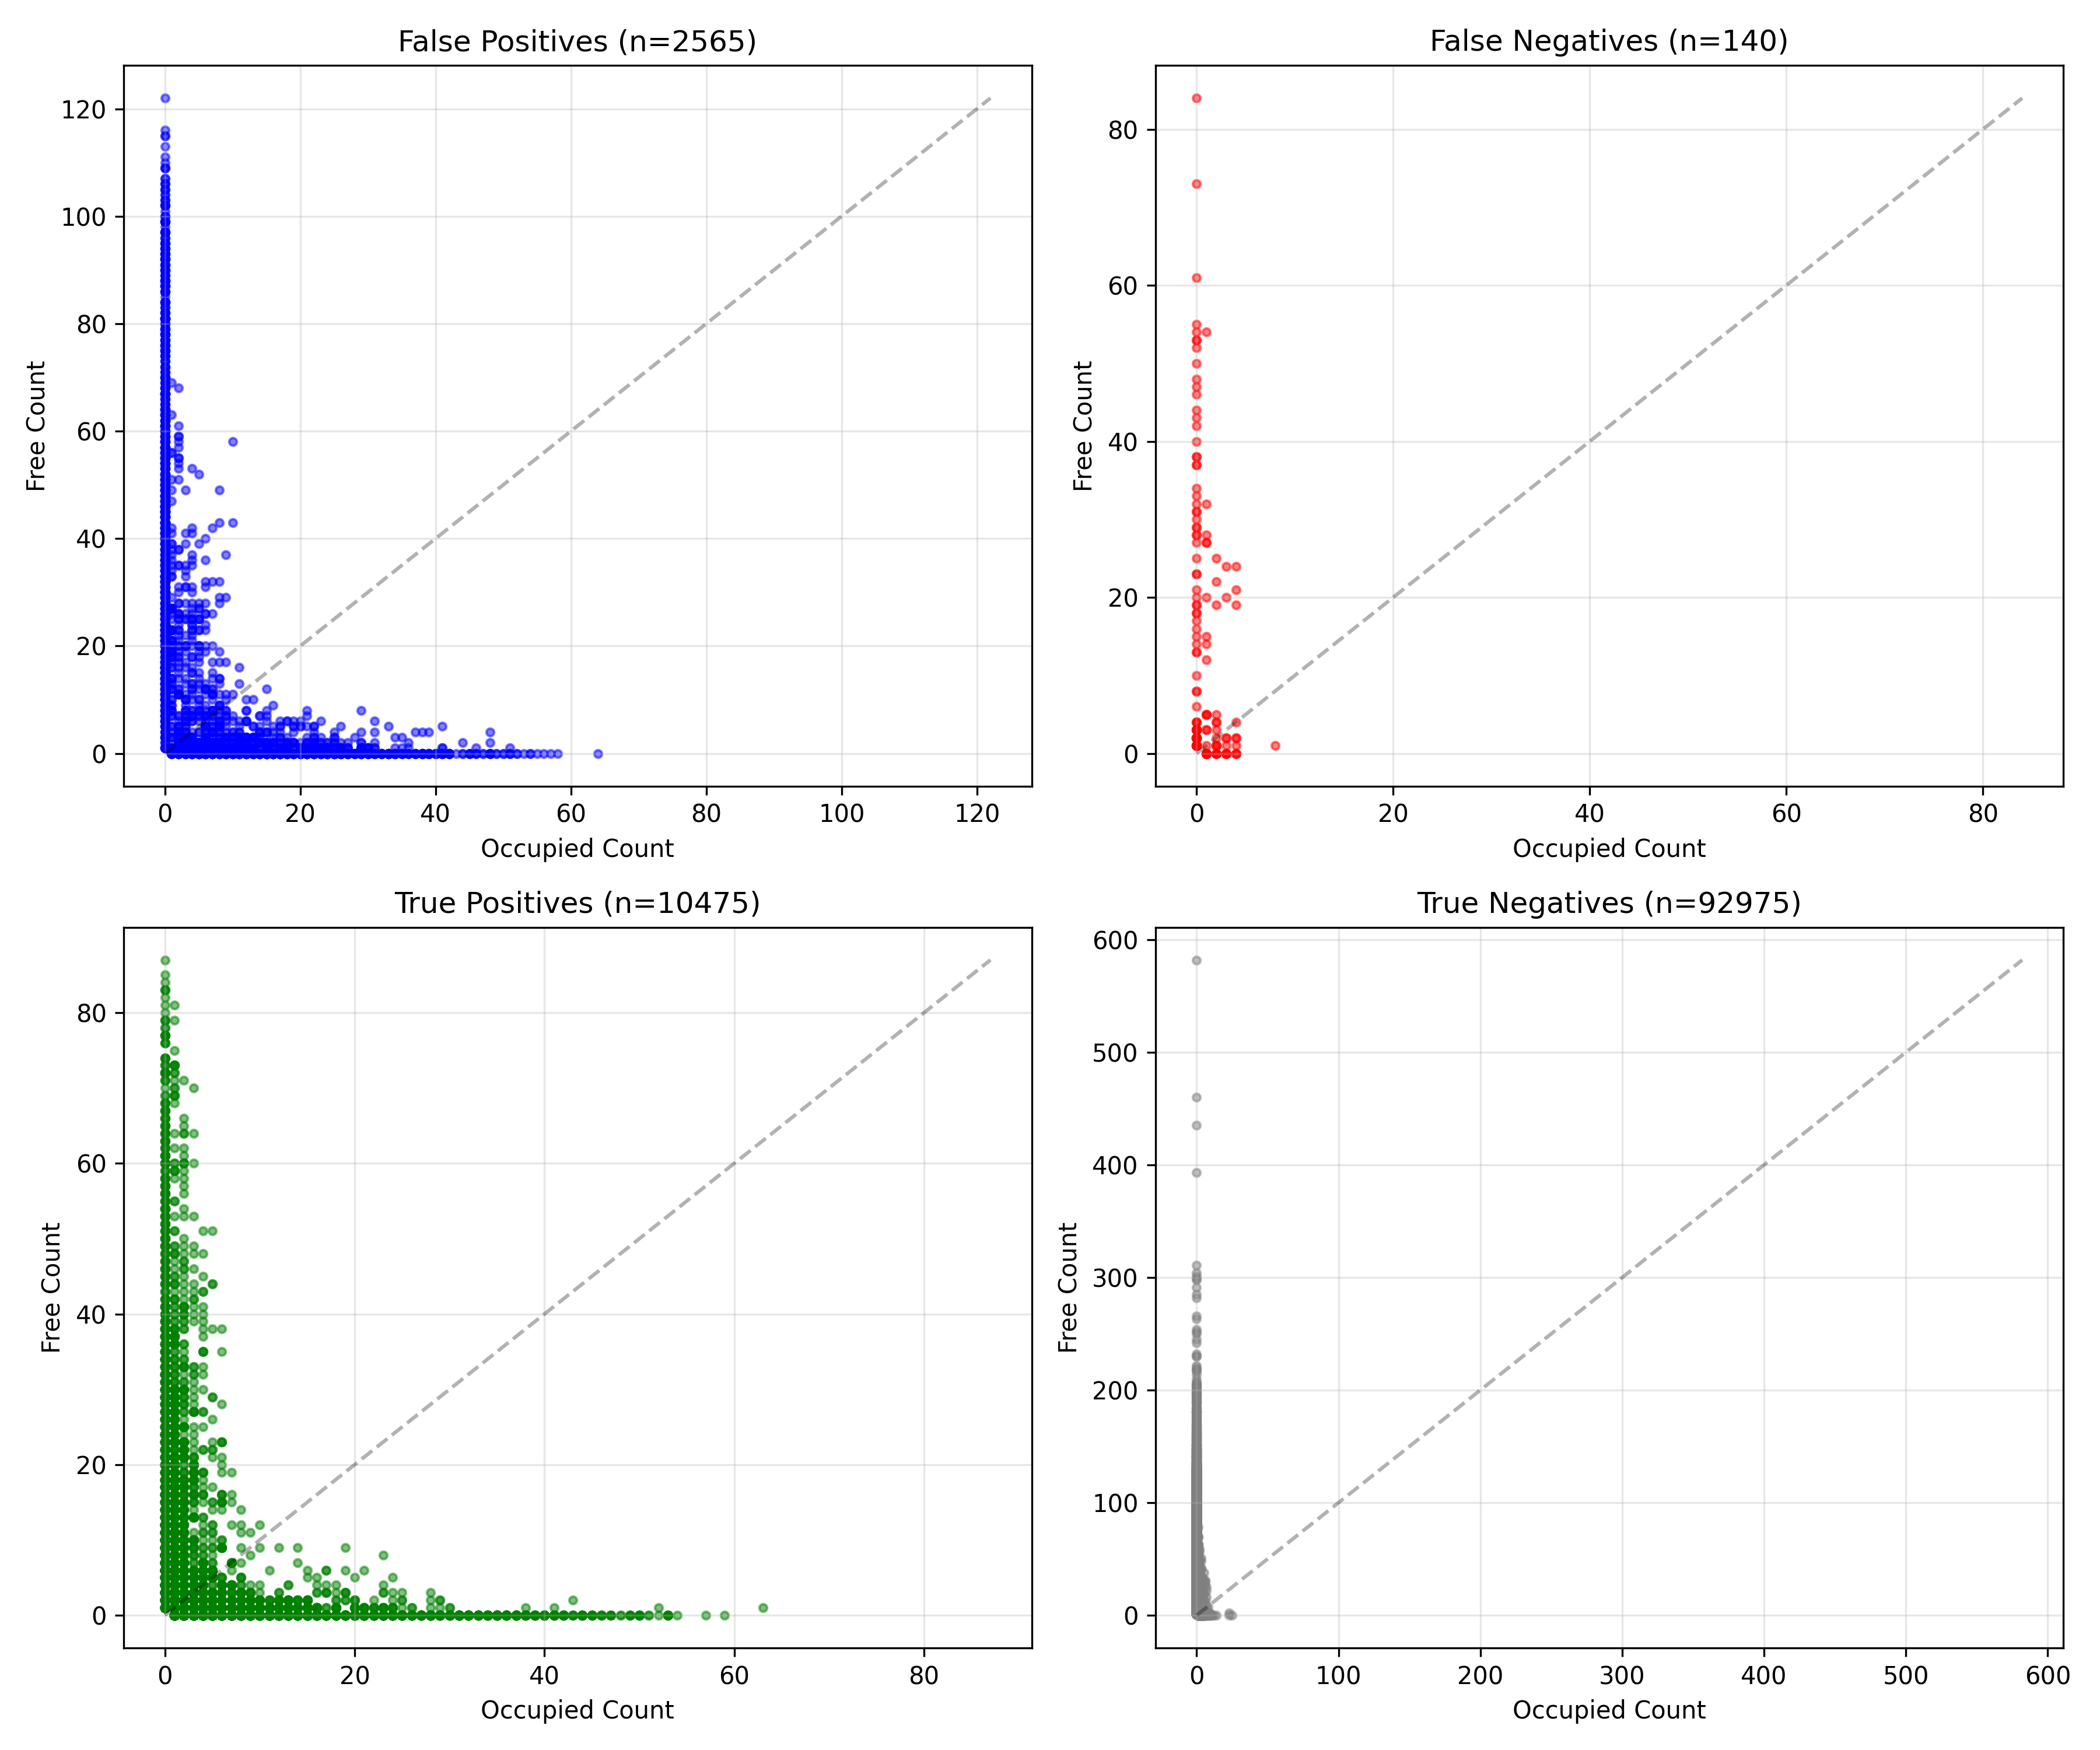 False Positives (n=2565)
120
100
80
60
40
20
0
Free Count
0 20 40 60 80 100 120
Occupied Count
False Negatives (n=140)
80
60
40
20
0
Free Count
0 20 40 60 80
Occupied Count
True Positives (n=10475)
80
60
40
20
0
Free Count
0 20 40 60 80
Occupied Count
True Negatives (n=92975)
600
500
400
300
200
100
0
Free Count
0 100 200 300 400 500 600
Occupied Count